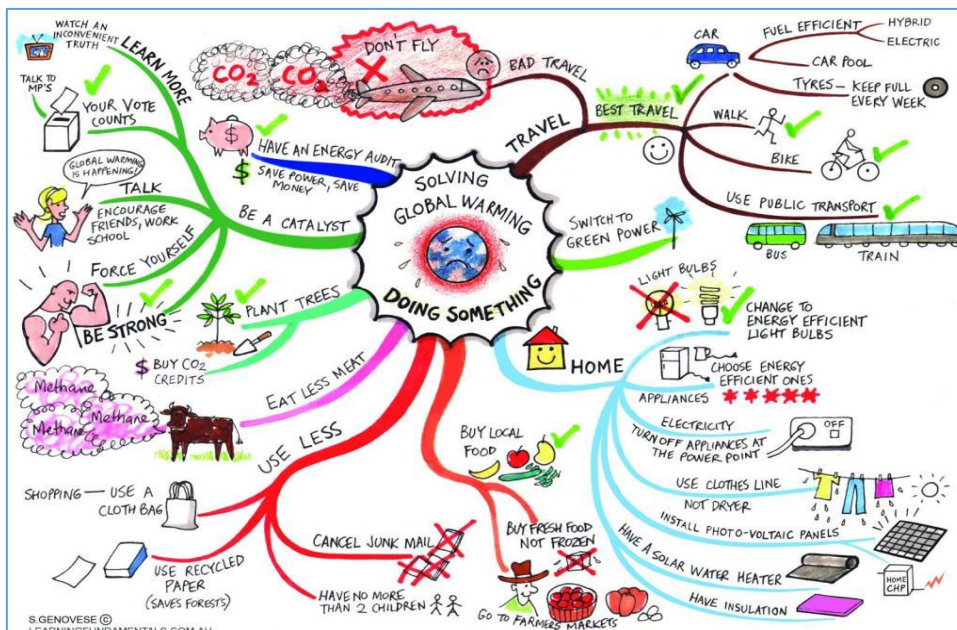 SOLVING
GLOBAL WARMING
DOING SOMETHING
TRAVEL
BAD TRAVEL
DON'T FLY
CO2
CO2
BEST TRAVEL
CAR
FUEL EFFICIENT
HYBRID
ELECTRIC
CAR POOL
TYRES — KEEP FULL
EVERY WEEK
WALK
BIKE
USE PUBLIC TRANSPORT
BUS
TRAIN
SWITCH TO
GREEN POWER
HOME
LIGHT BULBS
CHANGE TO
ENERGY EFFICIENT
LIGHT BULBS
APPLIANCES
CHOOSE ENERGY
EFFICIENT ONES
ELECTRICITY
TURN OFF APPLIANCES AT
THE POWER POINT
OFF
USE CLOTHES LINE
NOT DRYER
INSTALL PHOTO-VOLTAIC PANELS
HOME
CHP
HAVE A SOLAR WATER HEATER
HAVE INSULATION
BUY LOCAL
FOOD
BUY FRESH FOOD
NOT FROZEN
GO TO FARMERS MARKETS
USE LESS
SHOPPING — USE A
CLOTH BAG
USE RECYCLED
PAPER
(SAVES FORESTS)
CANCEL JUNK MAIL
HAVE NO MORE
THAN 2 CHILDREN
EAT LESS MEAT
Methane
Methane
Methane
PLANT TREES
$ BUY CO2
CREDITS
BE A CATALYST
LEARN MORE
WATCH AN
INCONVENIENT
TRUTH
TALK TO
MP'S
YOUR VOTE
COUNTS
GLOBAL WARMING
IS HAPPENING!
TALK
ENCOURAGE
FRIENDS, WORK
SCHOOL
FORCE YOURSELF
BE STRONG
$
HAVE AN ENERGY AUDIT
$ SAVE POWER, SAVE
MONEY
S.GENOVESE ©
LEARNINGFUNDAMENTALS.COM.AU